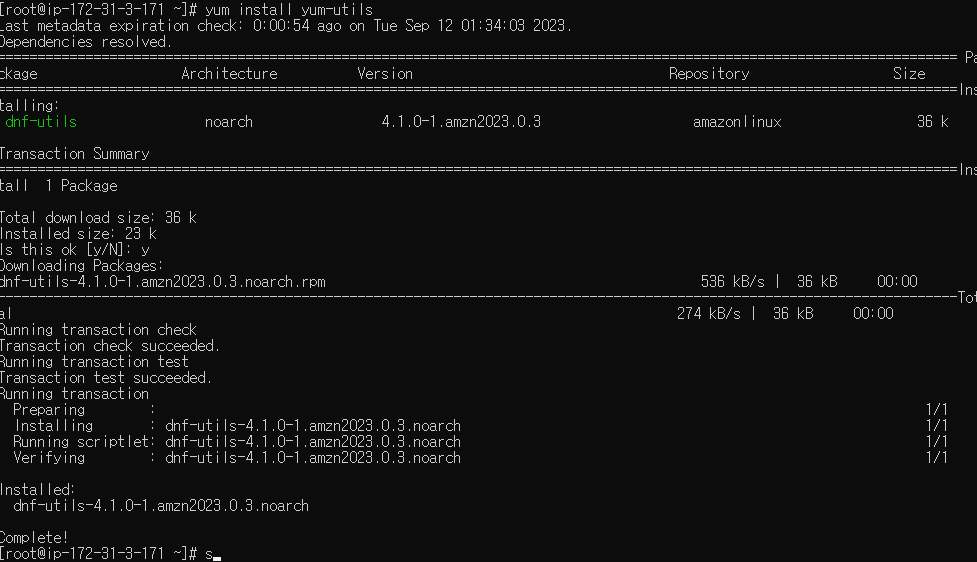 [root@ip-172-31-3-171 ~]# yum install yum-utils
Last metadata expiration check: 0:00:54 ago on Tue Sep 12 01:34:03 2023.
Dependencies resolved.
================================================================================ Pa
ckage Architecture Version Repository Size
================================================================================Ins
talling:
dnf-utils noarch 4.1.0-1.amzn2023.0.3 amazonlinux 36 k
Transaction Summary
================================================================================Ins
tall 1 Package
Total download size: 36 k
Installed size: 23 k
Is this ok [y/N]: y
Downloading Packages:
dnf-utils-4.1.0-1.amzn2023.0.3.noarch.rpm 536 kB/s | 36 kB 00:00
--------------------------------------------------------------------------------Tot
al 274 kB/s | 36 kB 00:00
Running transaction check
Transaction check succeeded.
Running transaction test
Transaction test succeeded.
Running transaction
Preparing : 1/1
Installing : dnf-utils-4.1.0-1.amzn2023.0.3.noarch 1/1
Running scriptlet: dnf-utils-4.1.0-1.amzn2023.0.3.noarch 1/1
Verifying : dnf-utils-4.1.0-1.amzn2023.0.3.noarch 1/1
Installed:
dnf-utils-4.1.0-1.amzn2023.0.3.noarch
Complete!
[root@ip-172-31-3-171 ~]# s